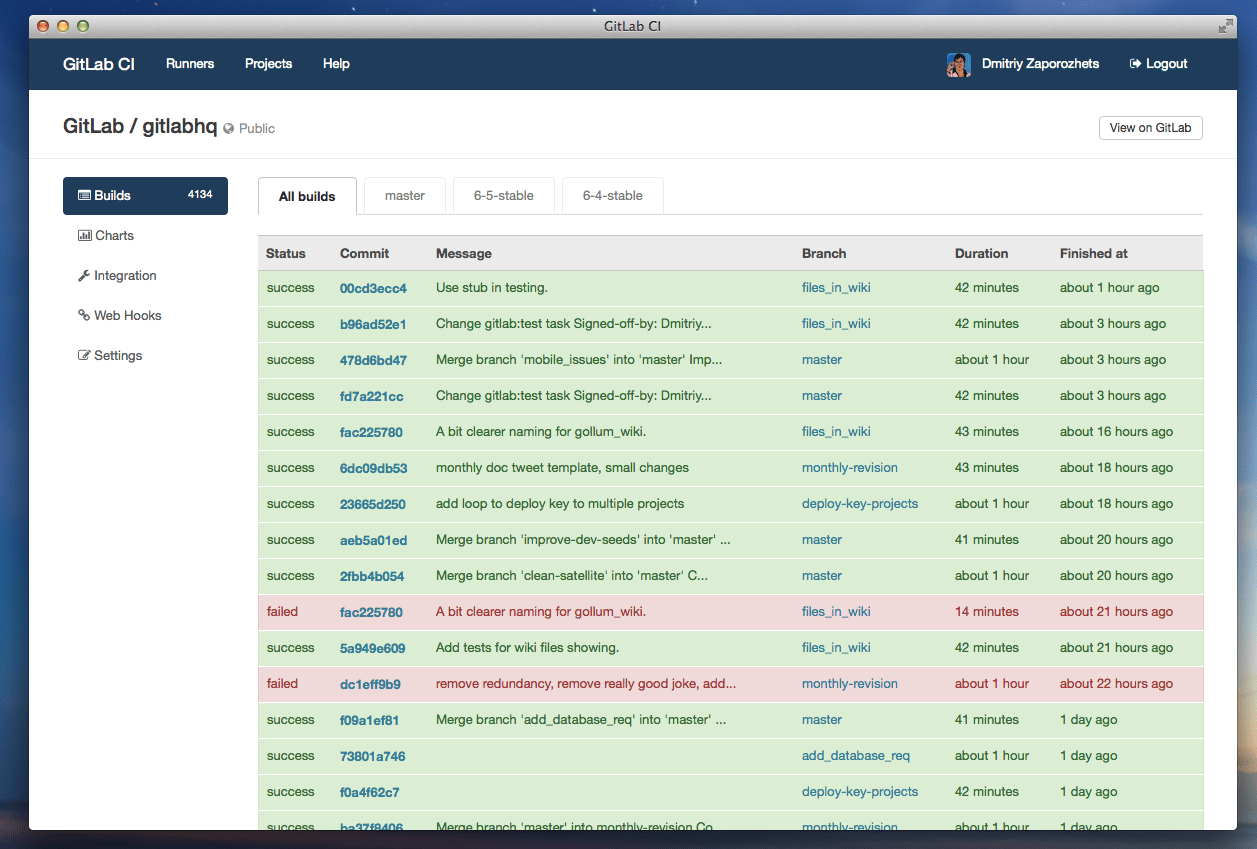 GitLab CI
GitLab CI Runners Projects Help Dmitriy Zaporozhets Logout
GitLab / gitlabhq Public View on GitLab
Builds 4134
Charts
Integration
Web Hooks
Settings
All builds master 6-5-stable 6-4-stable
Status Commit Message Branch Duration Finished at
success 00cd3ecc4 Use stub in testing. files_in_wiki 42 minutes about 1 hour ago
success b96ad52e1 Change gitlab:test task Signed-off-by: Dmitriy... files_in_wiki 42 minutes about 3 hours ago
success 478d6bd47 Merge branch 'mobile_issues' into 'master' Imp... master about 1 hour about 3 hours ago
success fd7a221cc Change gitlab:test task Signed-off-by: Dmitriy... master 42 minutes about 3 hours ago
success fac225780 A bit clearer naming for gollum_wiki. files_in_wiki 43 minutes about 16 hours ago
success 6dc09db53 monthly doc tweet template, small changes monthly-revision 43 minutes about 18 hours ago
success 23665d250 add loop to deploy key to multiple projects deploy-key-projects about 1 hour about 18 hours ago
success aeb5a01ed Merge branch 'improve-dev-seeds' into 'master' ... master 41 minutes about 20 hours ago
success 2fbb4b054 Merge branch 'clean-satellite' into 'master' C... master about 1 hour about 20 hours ago
failed fac225780 A bit clearer naming for gollum_wiki. files_in_wiki 14 minutes about 21 hours ago
success 5a949e609 Add tests for wiki files showing. files_in_wiki 42 minutes about 21 hours ago
failed dc1eff9b9 remove redundancy, remove really good joke, add... monthly-revision about 1 hour about 22 hours ago
success f09a1ef81 Merge branch 'add_database_req' into 'master' ... master 41 minutes 1 day ago
success 73801a746 add_database_req about 1 hour 1 day ago
success f0a4f62c7 deploy-key-projects 42 minutes 1 day ago
success ba37f8406 Merge branch 'master' into monthly-revision Co monthly-revision about 1 hour 1 day ago